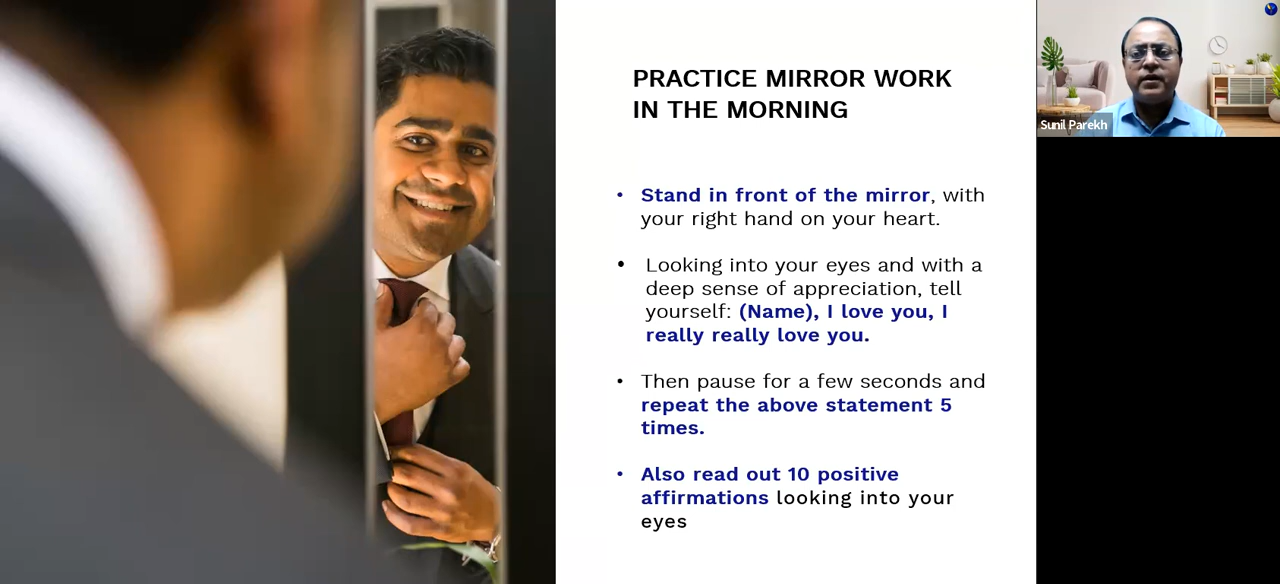 PRACTICE MIRROR WORK
IN THE MORNING
• Stand in front of the mirror, with
your right hand on your heart.
• Looking into your eyes and with a
deep sense of appreciation, tell
yourself: (Name), I love you, I
really really love you.
• Then pause for a few seconds and
repeat the above statement 5
times.
• Also read out 10 positive
affirmations looking into your
eyes
Sunil Parekh